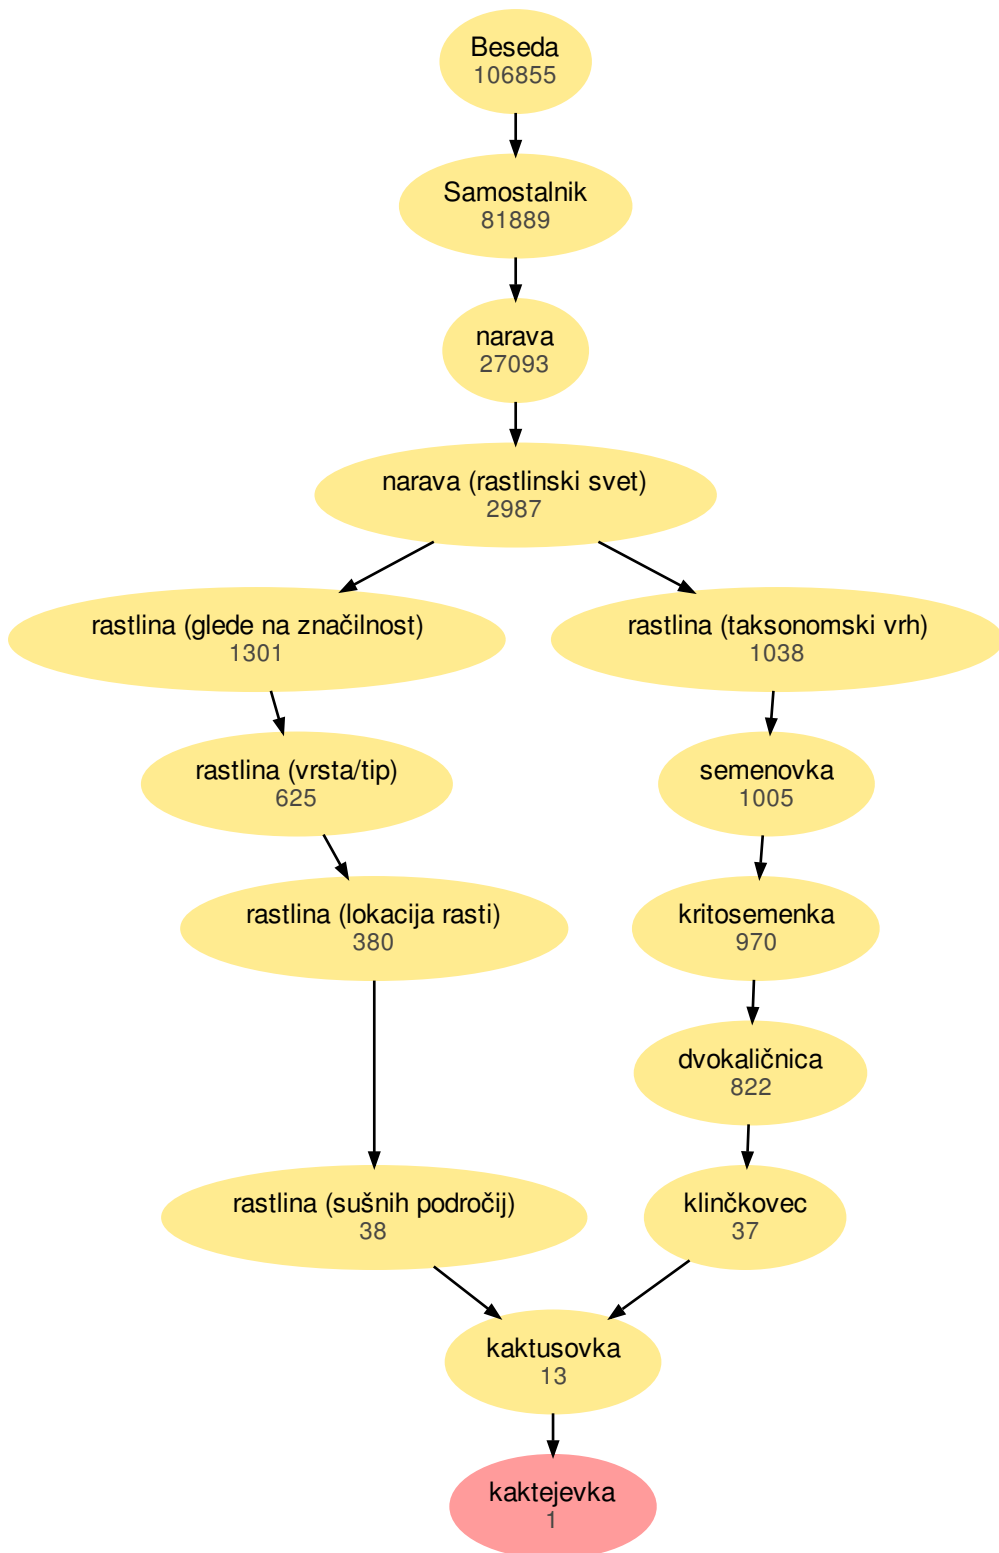 Beseda
106855
Samostalnik
81889
narava
27093
narava (rastlinski svet)
2987
rastlina (glede na značilnost)
1301
rastlina (taksonomski vrh)
1038
rastlina (vrsta/tip)
625
semenovka
1005
rastlina (lokacija rasti)
380
kritosemenka
970
dvokaličnica
822
rastlina (sušnih področij)
38
klinčkovec
37
kaktusovka
13
kaktejevka
1